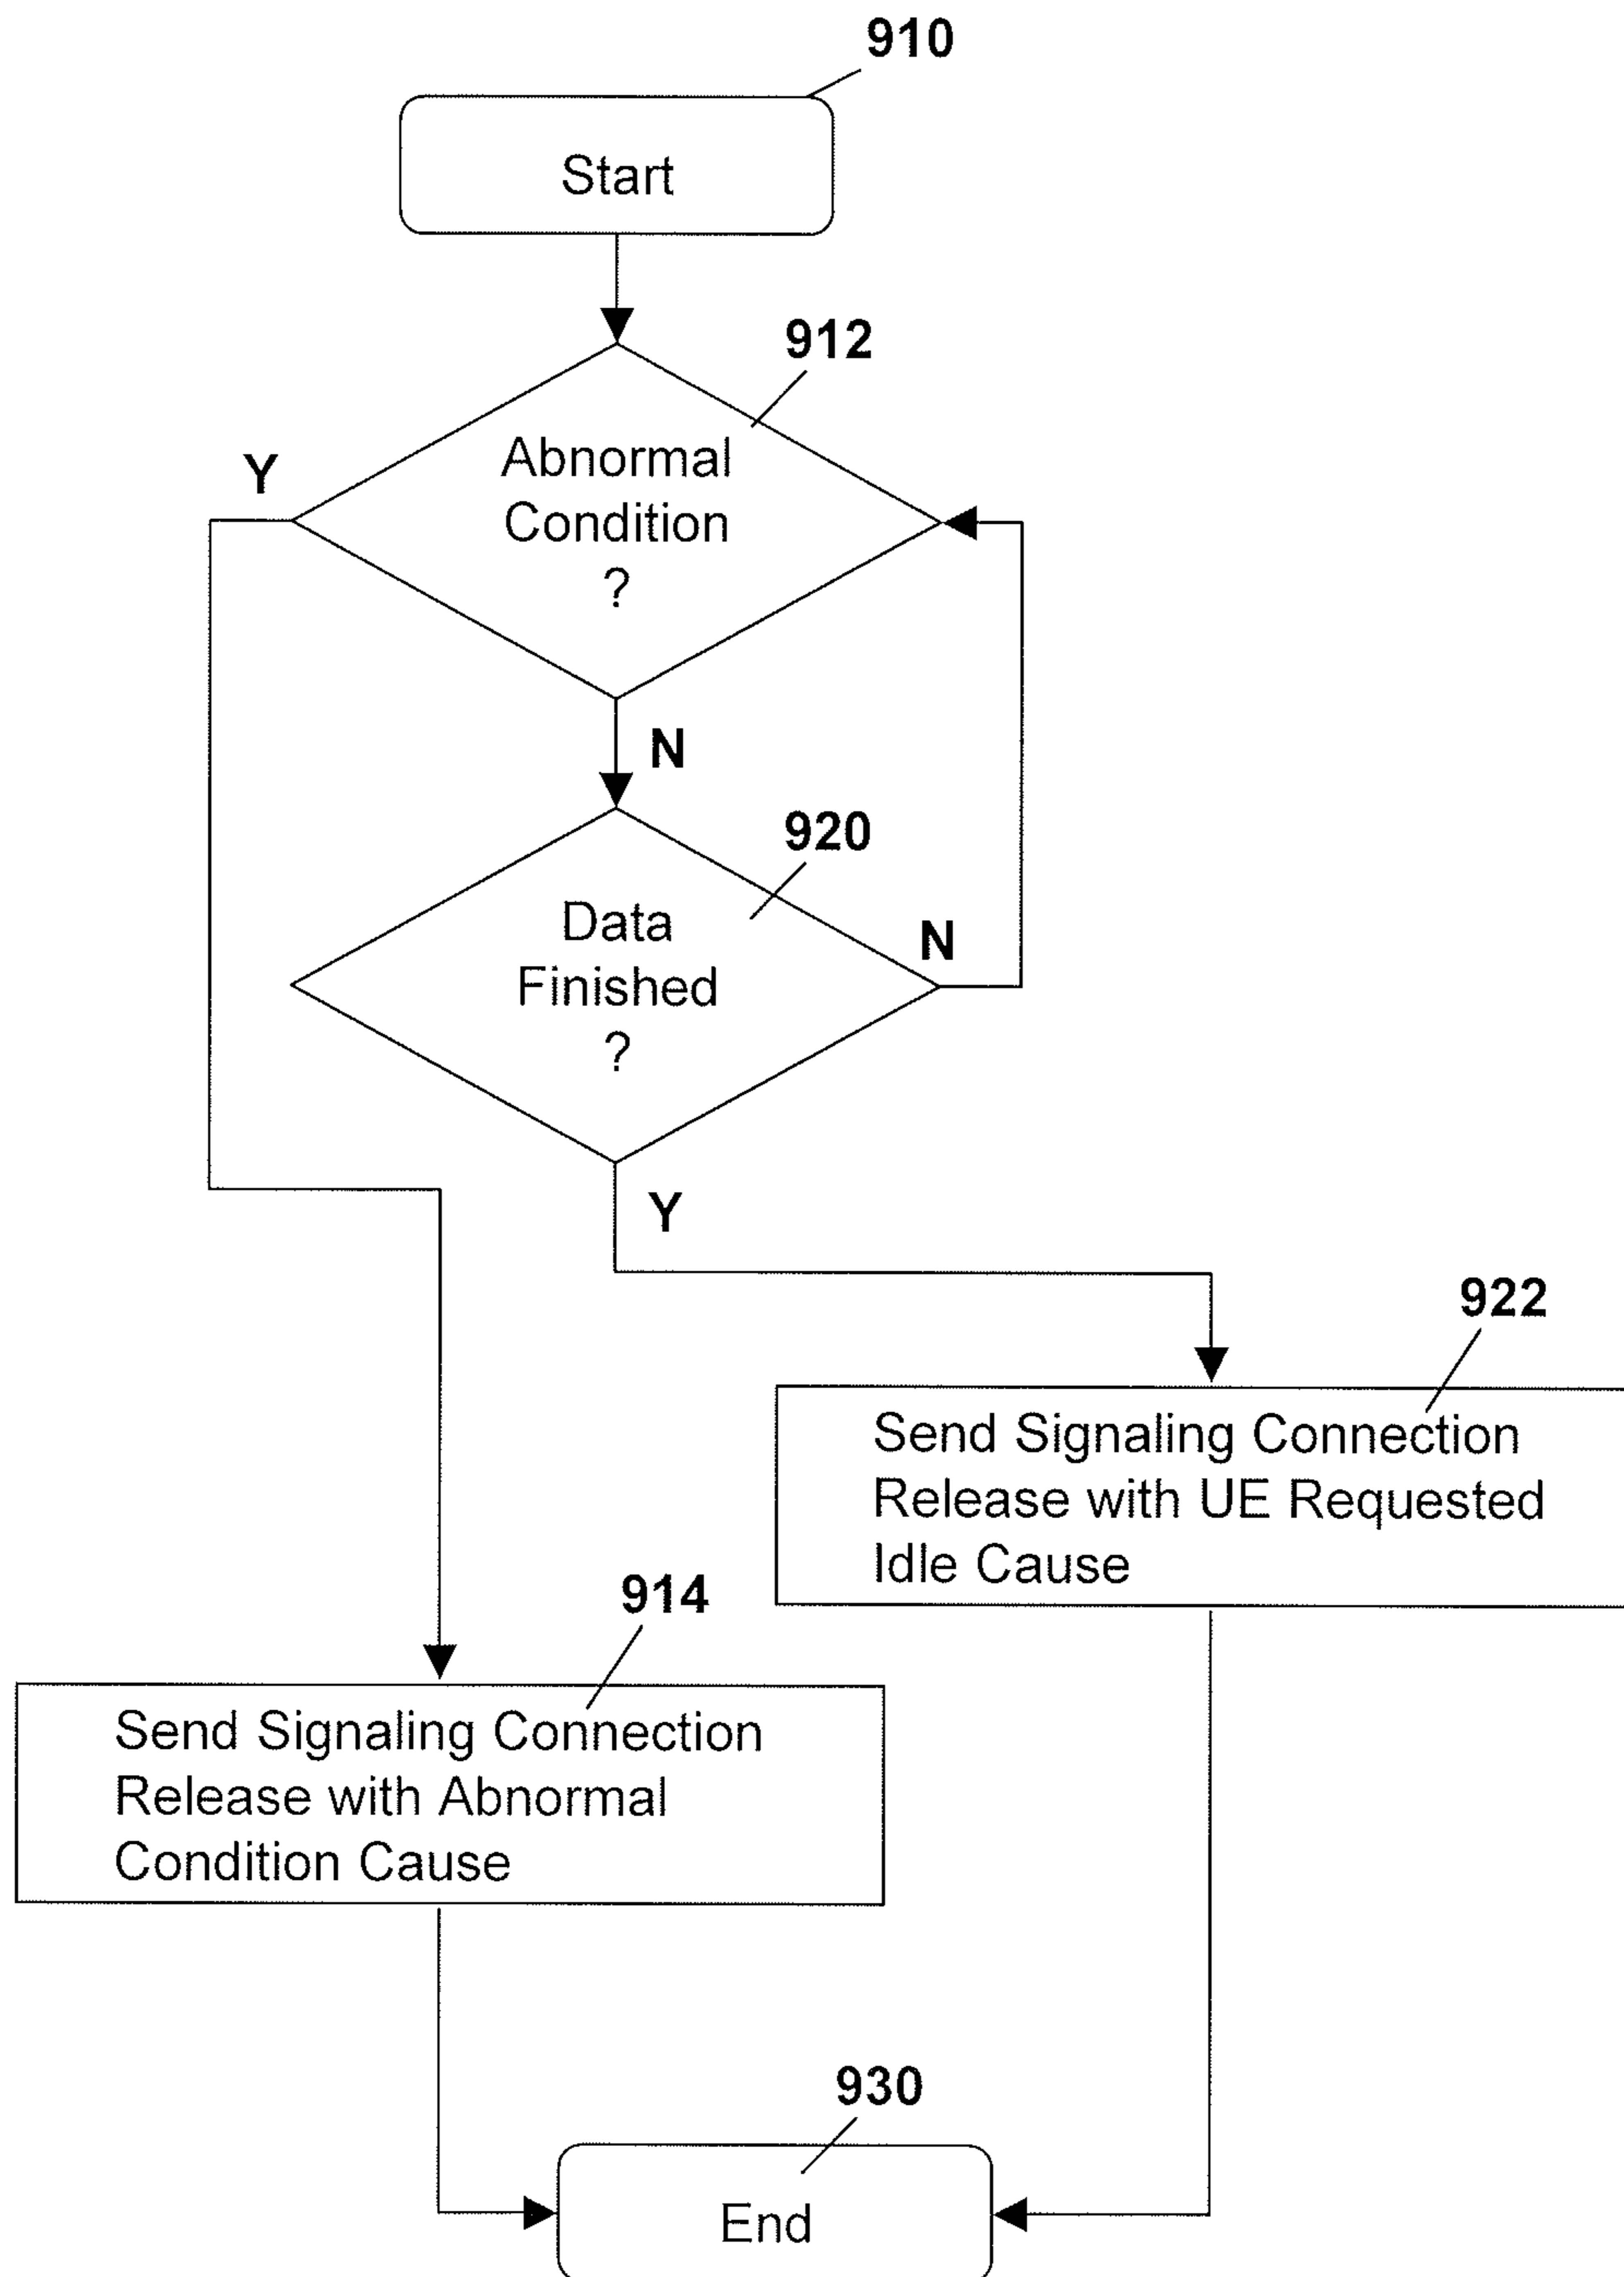 910
Start
912
Abnormal
Condition
?
Y
N
920
Data
Finished
?
N
Y
922
Send Signaling Connection
Release with UE Requested
Idle Cause
914
Send Signaling Connection
Release with Abnormal
Condition Cause
930
End